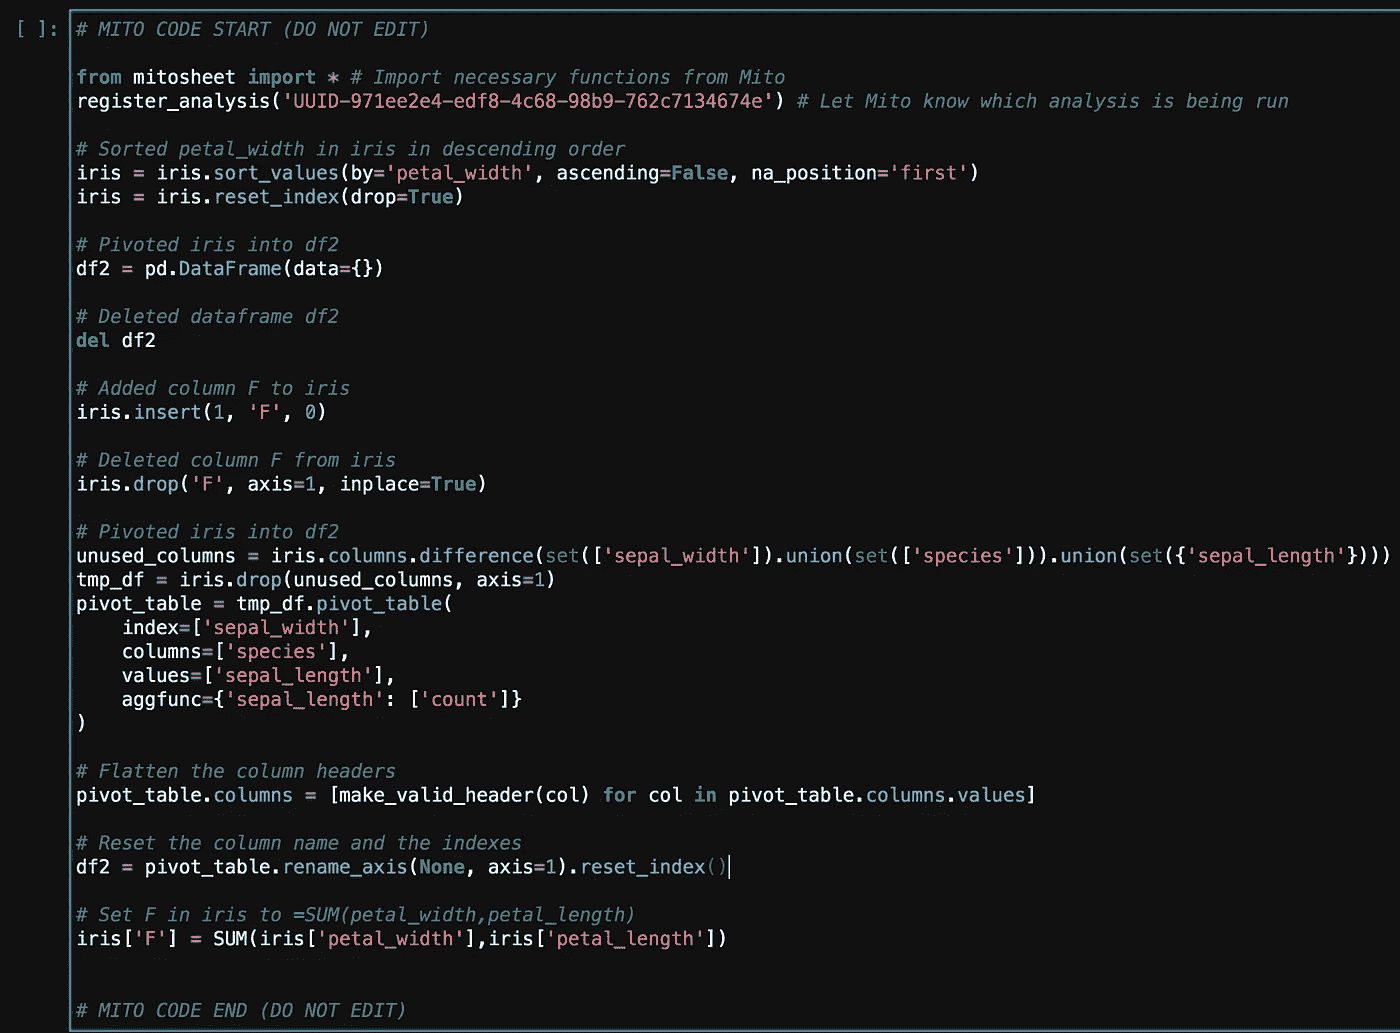 [ ]: # MITO CODE START (DO NOT EDIT)
from mitosheet import * # Import necessary functions from Mito
register_analysis('UUID-971ee2e4-edf8-4c68-98b9-762c7134674e') # Let Mito know which analysis is being run
# Sorted petal_width in iris in descending order
iris = iris.sort_values(by='petal_width', ascending=False, na_position='first')
iris = iris.reset_index(drop=True)
# Pivoted iris into df2
df2 = pd.DataFrame(data={})
# Deleted dataframe df2
del df2
# Added column F to iris
iris.insert(1, 'F', 0)
# Deleted column F from iris
iris.drop('F', axis=1, inplace=True)
# Pivoted iris into df2
unused_columns = iris.columns.difference(set(['sepal_width']).union(set(['species'])).union(set({'sepal_length'})))
tmp_df = iris.drop(unused_columns, axis=1)
pivot_table = tmp_df.pivot_table(
    index=['sepal_width'],
    columns=['species'],
    values=['sepal_length'],
    aggfunc={'sepal_length': ['count']}
)
# Flatten the column headers
pivot_table.columns = [make_valid_header(col) for col in pivot_table.columns.values]
# Reset the column name and the indexes
df2 = pivot_table.rename_axis(None, axis=1).reset_index()
# Set F in iris to =SUM(petal_width,petal_length)
iris['F'] = SUM(iris['petal_width'],iris['petal_length'])
# MITO CODE END (DO NOT EDIT)